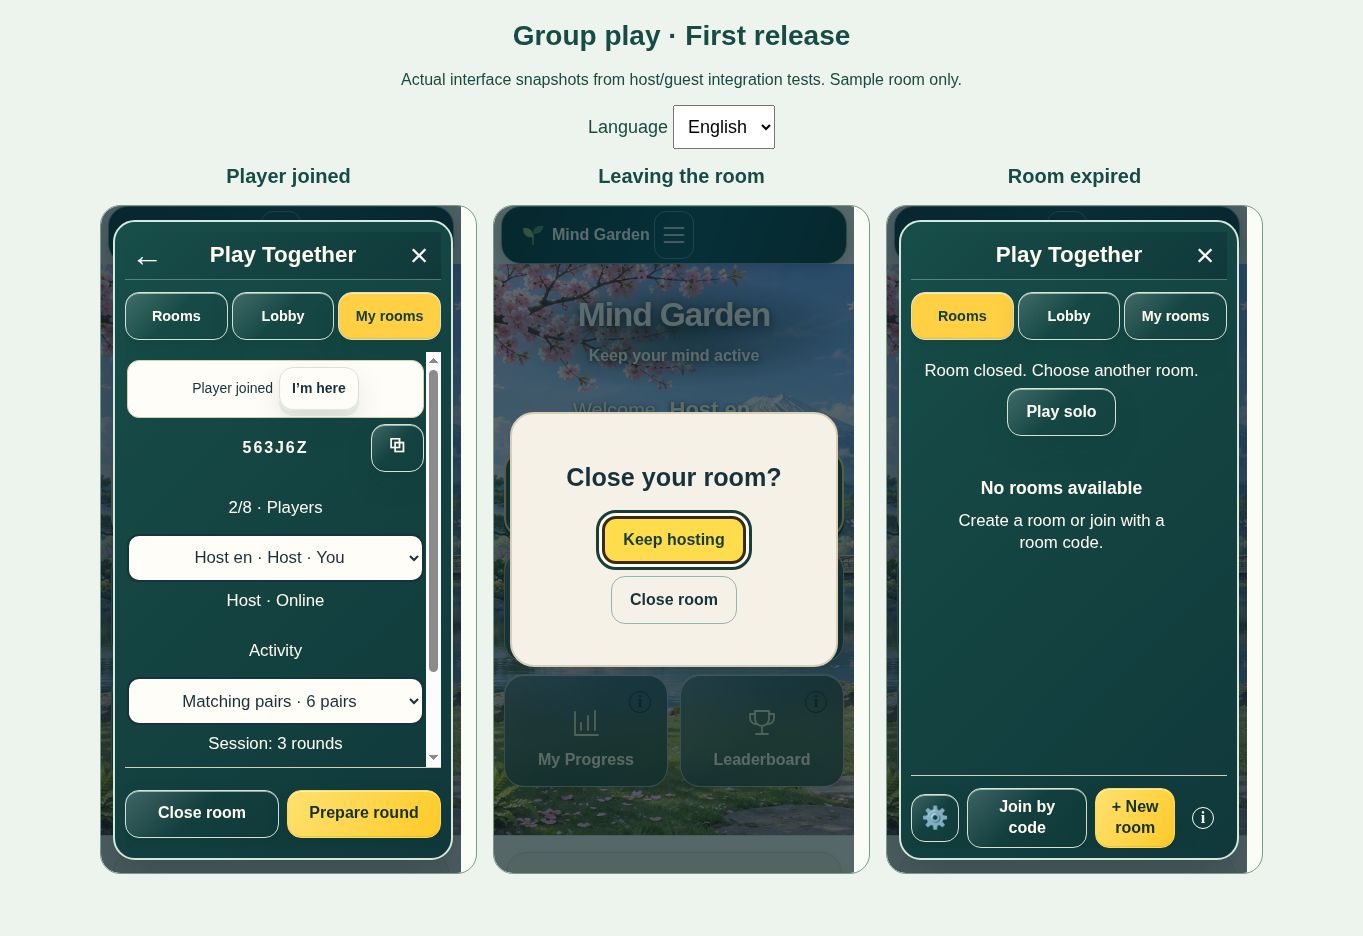 Group play · First release
Actual interface snapshots from host/guest integration tests. Sample room only.
Language English
Player joined
← Play Together ✕
Rooms Lobby My rooms
Player joined I’m here
563J6Z
2/8 · Players
Host en · Host · You
Host · Online
Activity
Matching pairs · 6 pairs
Session: 3 rounds
Close room Prepare round
Leaving the room
Mind Garden
Mind Garden
Keep your mind active
Welcome, Host en
Close your room?
Keep hosting
Close room
i i
My Progress Leaderboard
Room expired
Play Together ✕
Rooms Lobby My rooms
Room closed. Choose another room.
Play solo
No rooms available
Create a room or join with a
room code.
Join by
code
+ New
room
i